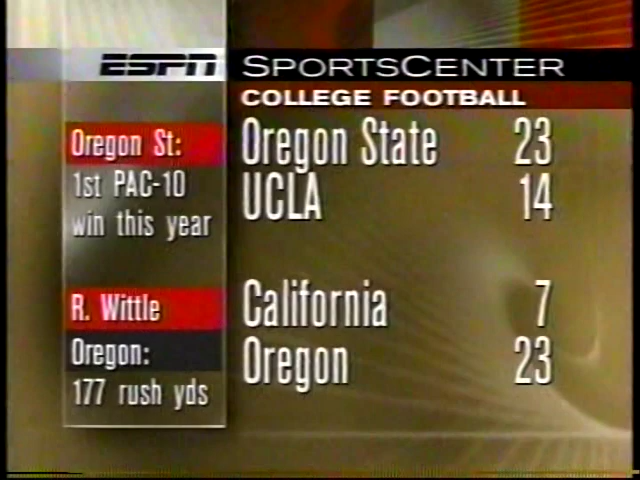 ESPN SPORTSCENTER
COLLEGE FOOTBALL
Oregon St:
1st PAC-10
win this year
Oregon State 23
UCLA 14
R. Wittle
Oregon:
177 rush yds
California 7
Oregon 23